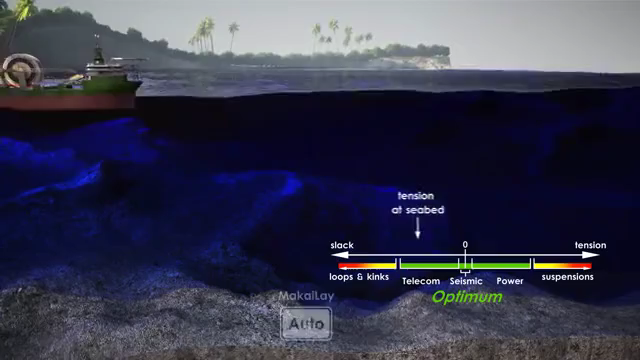 tension
at seabed
slack 0 tension
loops & kinks Telecom Seismic Power suspensions
Optimum
MakaiLay
Auto